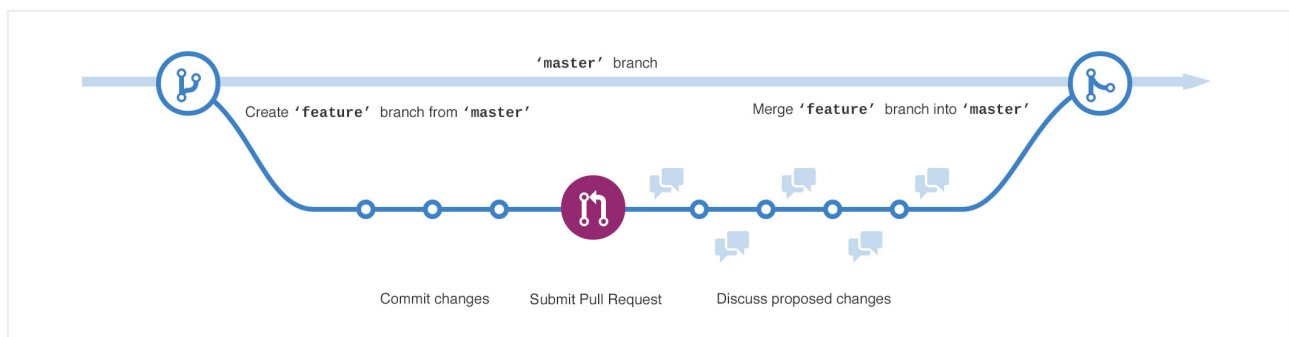 ‘master’ branch
Create ‘feature’ branch from ‘master’
Merge ‘feature’ branch into ‘master’
Commit changes
Submit Pull Request
Discuss proposed changes